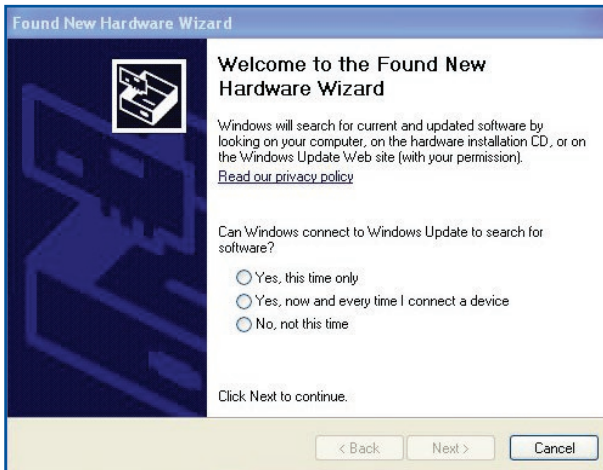 Found New Hardware Wizard
Welcome to the Found New
Hardware Wizard
Windows will search for current and updated software by
looking on your computer, on the hardware installation CD, or on
the Windows Update Web site (with your permission).
Read our privacy policy
Can Windows connect to Windows Update to search for
software?
Yes, this time only
Yes, now and every time I connect a device
No, not this time
Click Next to continue.
< Back Next > Cancel